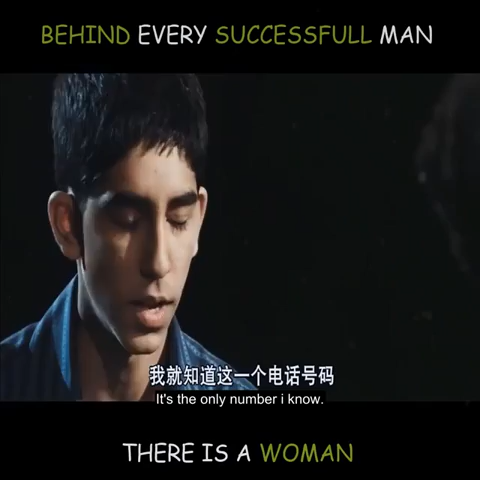 BEHIND EVERY SUCCESSFULL MAN
我就知道这一个电话号码
It's the only number i know.
THERE IS A WOMAN